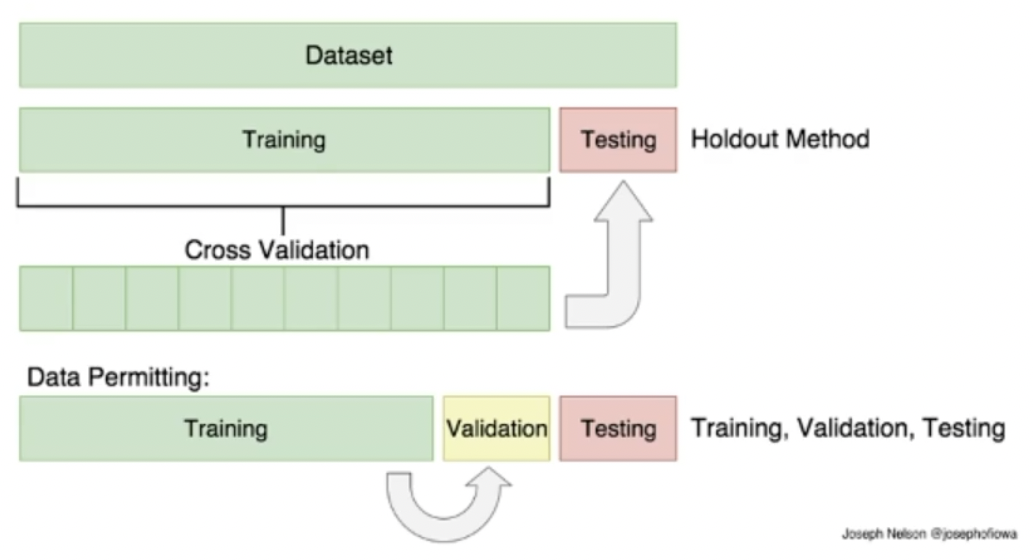 Dataset
Training Testing Holdout Method
Cross Validation
Data Permitting:
Training Validation Testing Training, Validation, Testing
Joseph Nelson @josephofiowa